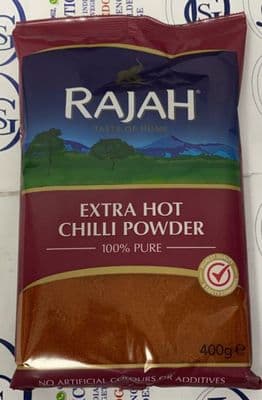 RAJAH®
TASTE OF HOME
EXTRA HOT
CHILLI POWDER
100% PURE
400g e
NO ARTIFICIAL COLOURS OR ADDITIVES